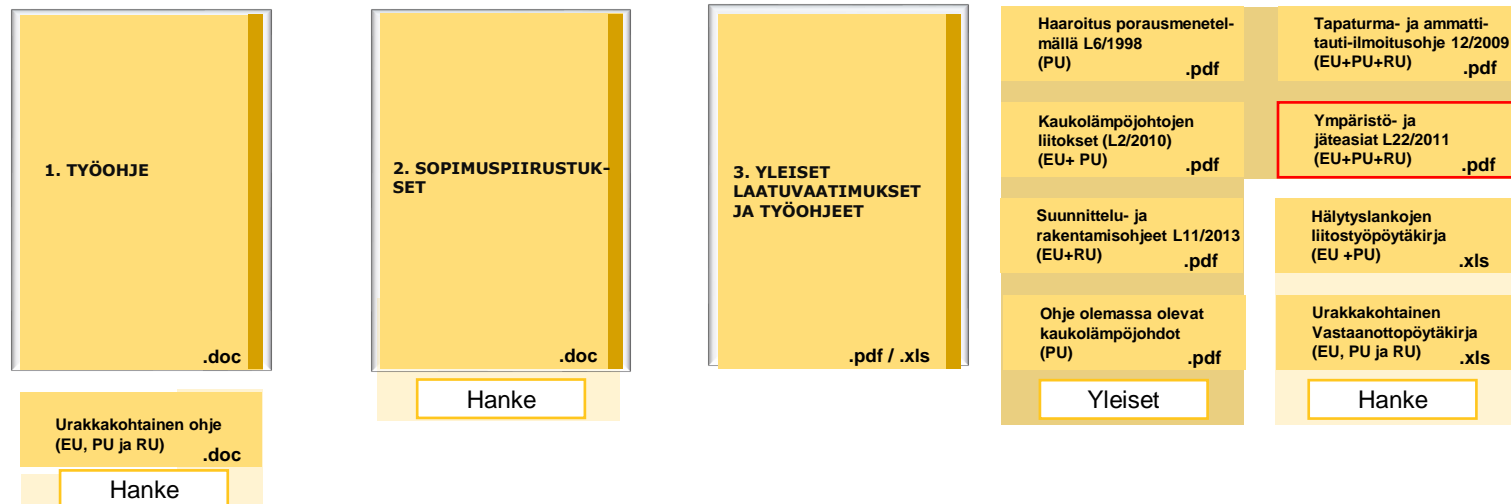 1. TYÖOHJE
.doc
Urakkakohtainen ohje
(EU, PU ja RU)
.doc
Hanke
2. SOPIMUSPIIRUSTUK-
SET
.doc
Hanke
3. YLEISET
LAATUVAATIMUKSET
JA TYÖOHJEET
.pdf / .xls
Haaroitus porausmenetel-
mällä L6/1998
(PU)
.pdf
Kaukolämpöjohtojen
liitokset (L2/2010)
(EU+ PU)
.pdf
Suunnittelu- ja
rakentamisohjeet L11/2013
(EU+RU)
.pdf
Ohje olemassa olevat
kaukolämpöjohdot
(PU)
.pdf
Yleiset
Tapaturma- ja ammatti-
tauti-ilmoitusohje 12/2009
(EU+PU+RU)
.pdf
Ympäristö- ja
jäteasiat L22/2011
(EU+PU+RU)
.pdf
Hälytyslankojen
liitostyöpöytäkirja
(EU +PU)
.xls
Urakkakohtainen
Vastaanottopöytäkirja
(EU, PU ja RU)
.xls
Hanke